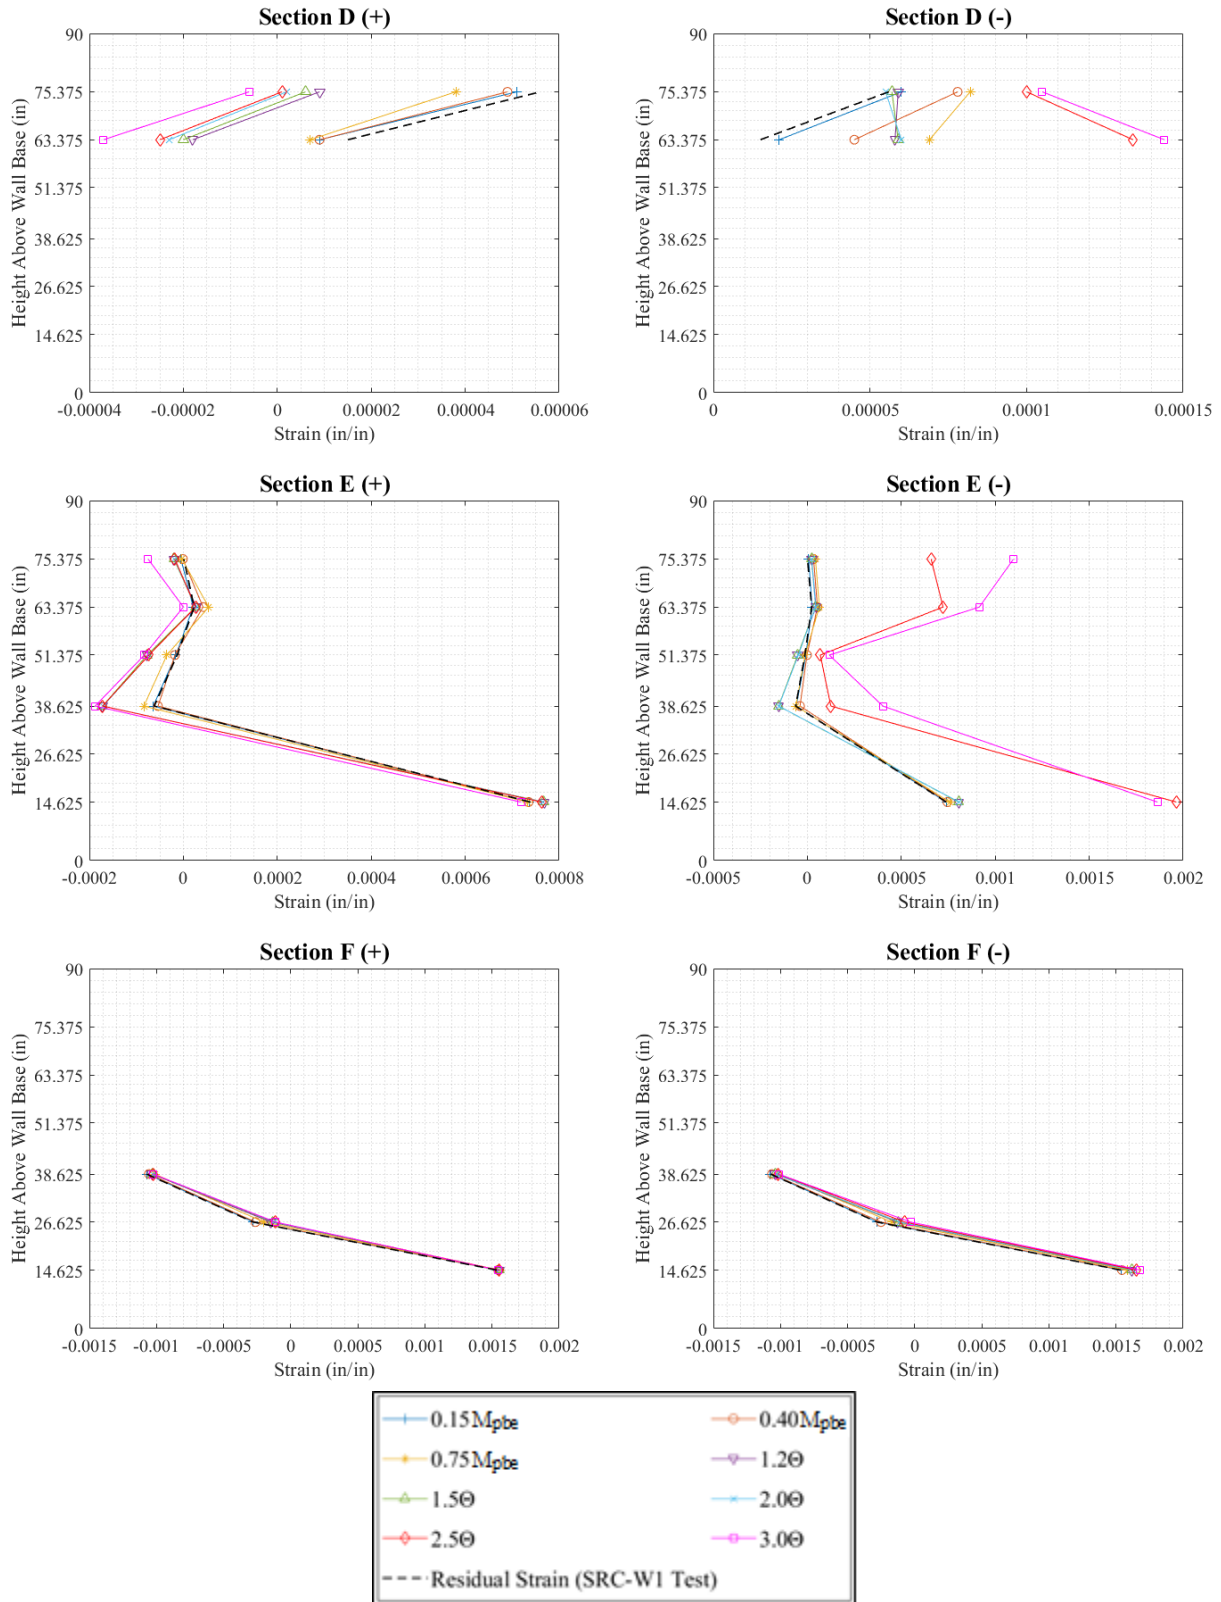 Section D (+)
Height Above Wall Base (in)
90
75.375
63.375
51.375
38.625
26.625
14.625
0
-0.00004 -0.00002 0 0.00002 0.00004 0.00006
Strain (in/in)
Section D (-)
Height Above Wall Base (in)
90
75.375
63.375
51.375
38.625
26.625
14.625
0
0 0.00005 0.0001 0.00015
Strain (in/in)
Section E (+)
Height Above Wall Base (in)
90
75.375
63.375
51.375
38.625
26.625
14.625
0
-0.0002 0 0.0002 0.0004 0.0006 0.0008
Strain (in/in)
Section E (-)
Height Above Wall Base (in)
90
75.375
63.375
51.375
38.625
26.625
14.625
0
-0.0005 0 0.0005 0.001 0.0015 0.002
Strain (in/in)
Section F (+)
Height Above Wall Base (in)
90
75.375
63.375
51.375
38.625
26.625
14.625
0
-0.0015 -0.001 -0.0005 0 0.0005 0.001 0.0015 0.002
Strain (in/in)
Section F (-)
Height Above Wall Base (in)
90
75.375
63.375
51.375
38.625
26.625
14.625
0
-0.0015 -0.001 -0.0005 0 0.0005 0.001 0.0015 0.002
Strain (in/in)
0.15Mpbe 0.40Mpbe
0.75Mpbe 1.2Θ
1.5Θ 2.0Θ
2.5Θ 3.0Θ
Residual Strain (SRC-W1 Test)